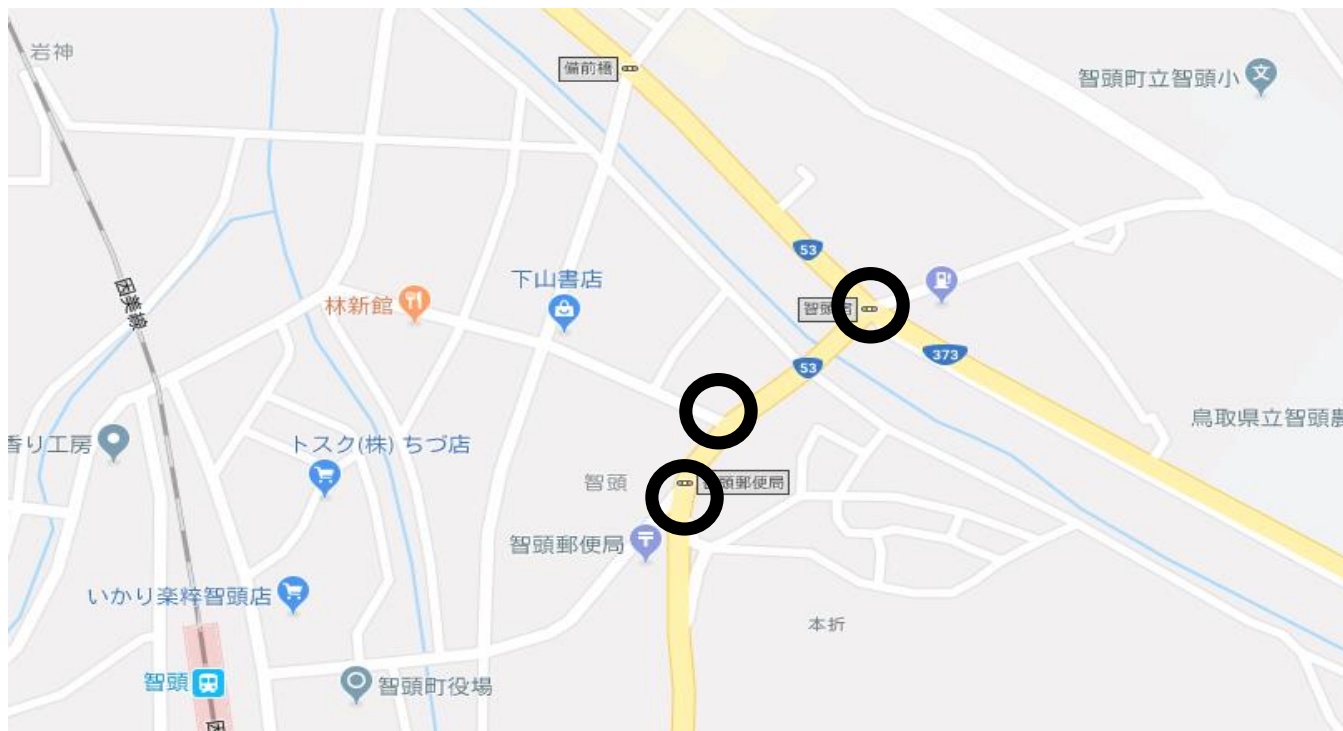 岩神
備前橋
智頭町立智頭小
文
因美線
53
下山書店
林新館
智頭宿
53
373
香り工房
トスク(株) ちづ店
鳥取県立智頭農
智頭
智頭郵便局
智頭郵便局
いかり楽粋智頭店
本折
智頭
智頭町役場
因